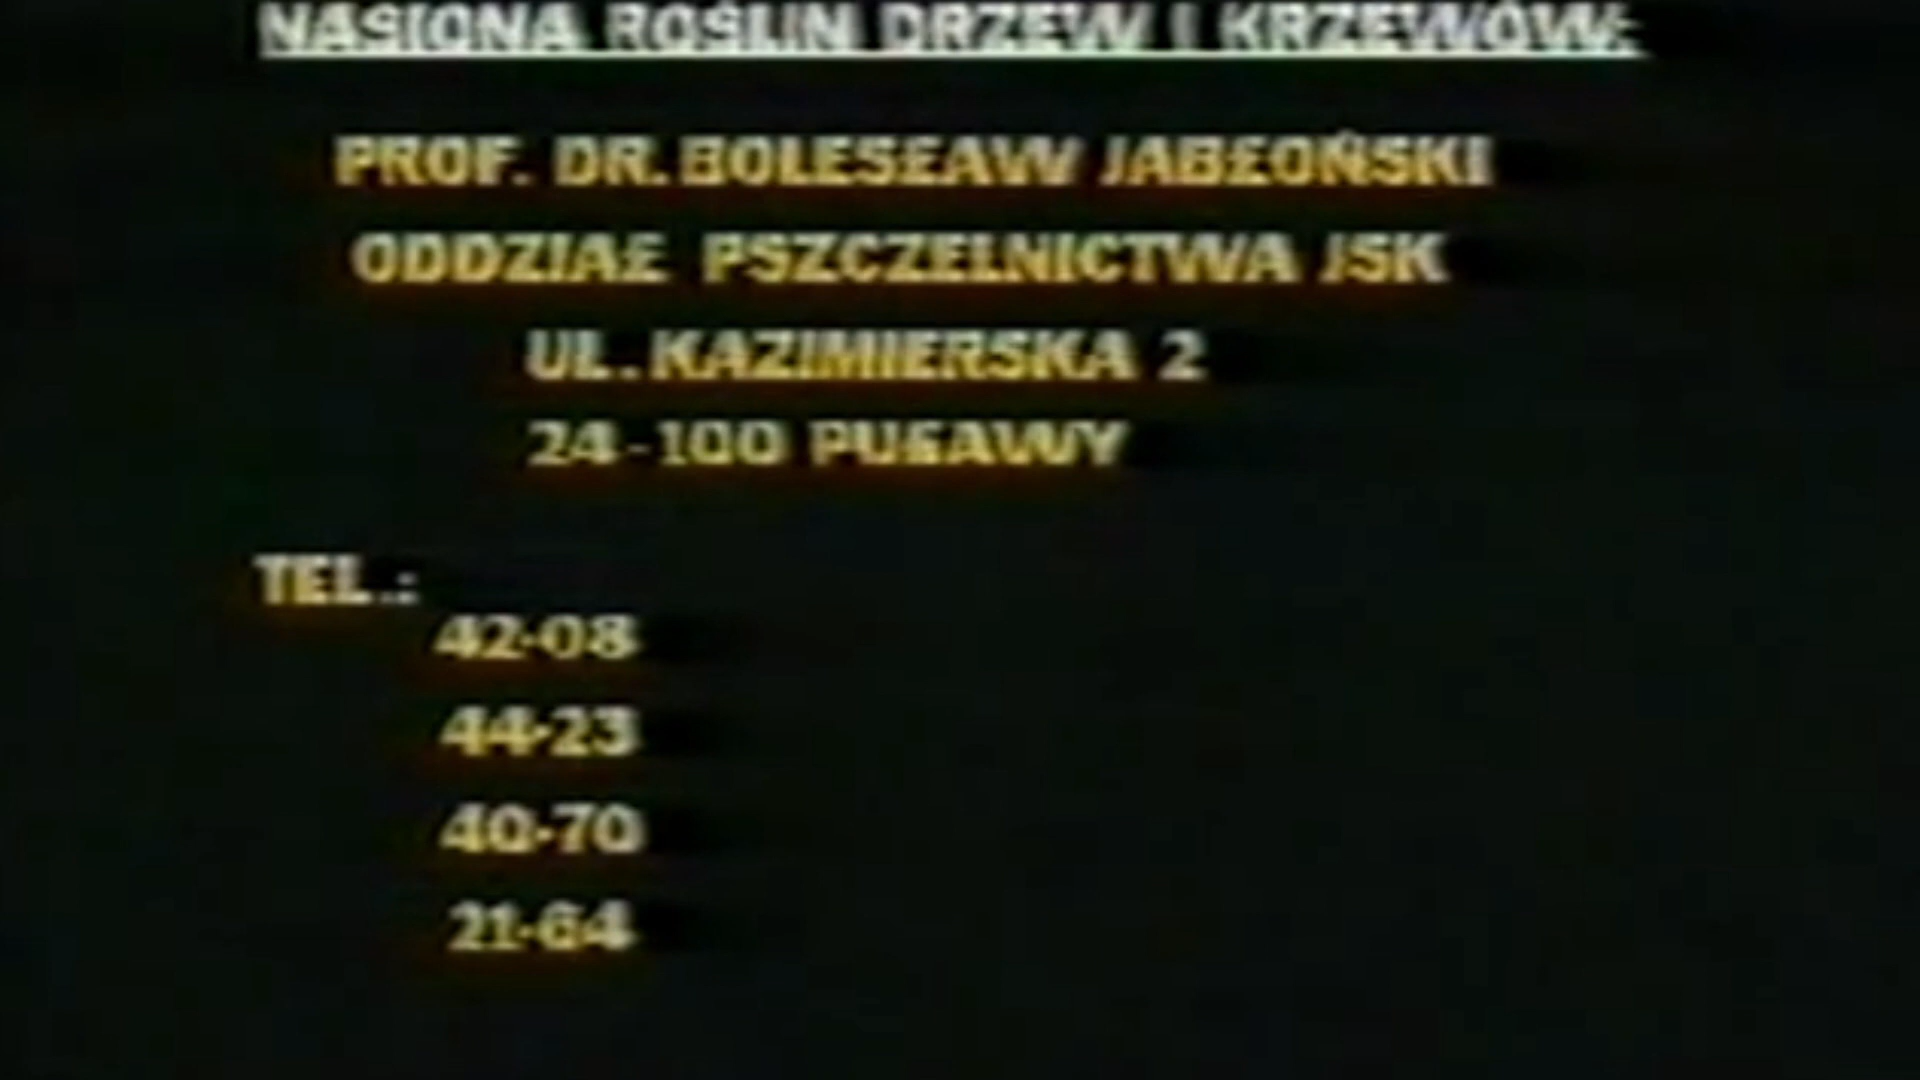 NASIONA ROŚLIN DRZEW I KRZEWÓW:
PROF. DR. BOLESŁAW JABŁOŃSKI
ODDZIAŁ PSZCZELNICTWA JSK
UL. KAZIMIERSKA 2
24-100 PUŁAWY
TEL.:
42-08
44-23
40-70
21-64